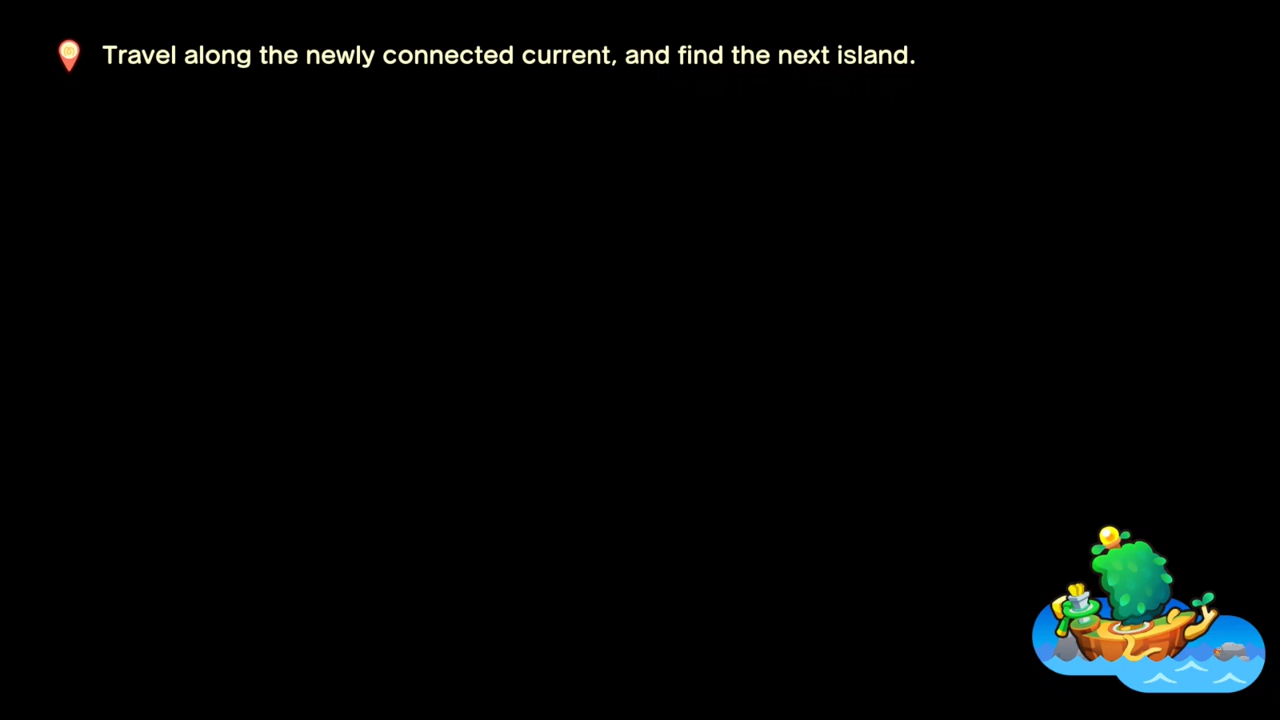 Travel along the newly connected current, and find the next island.